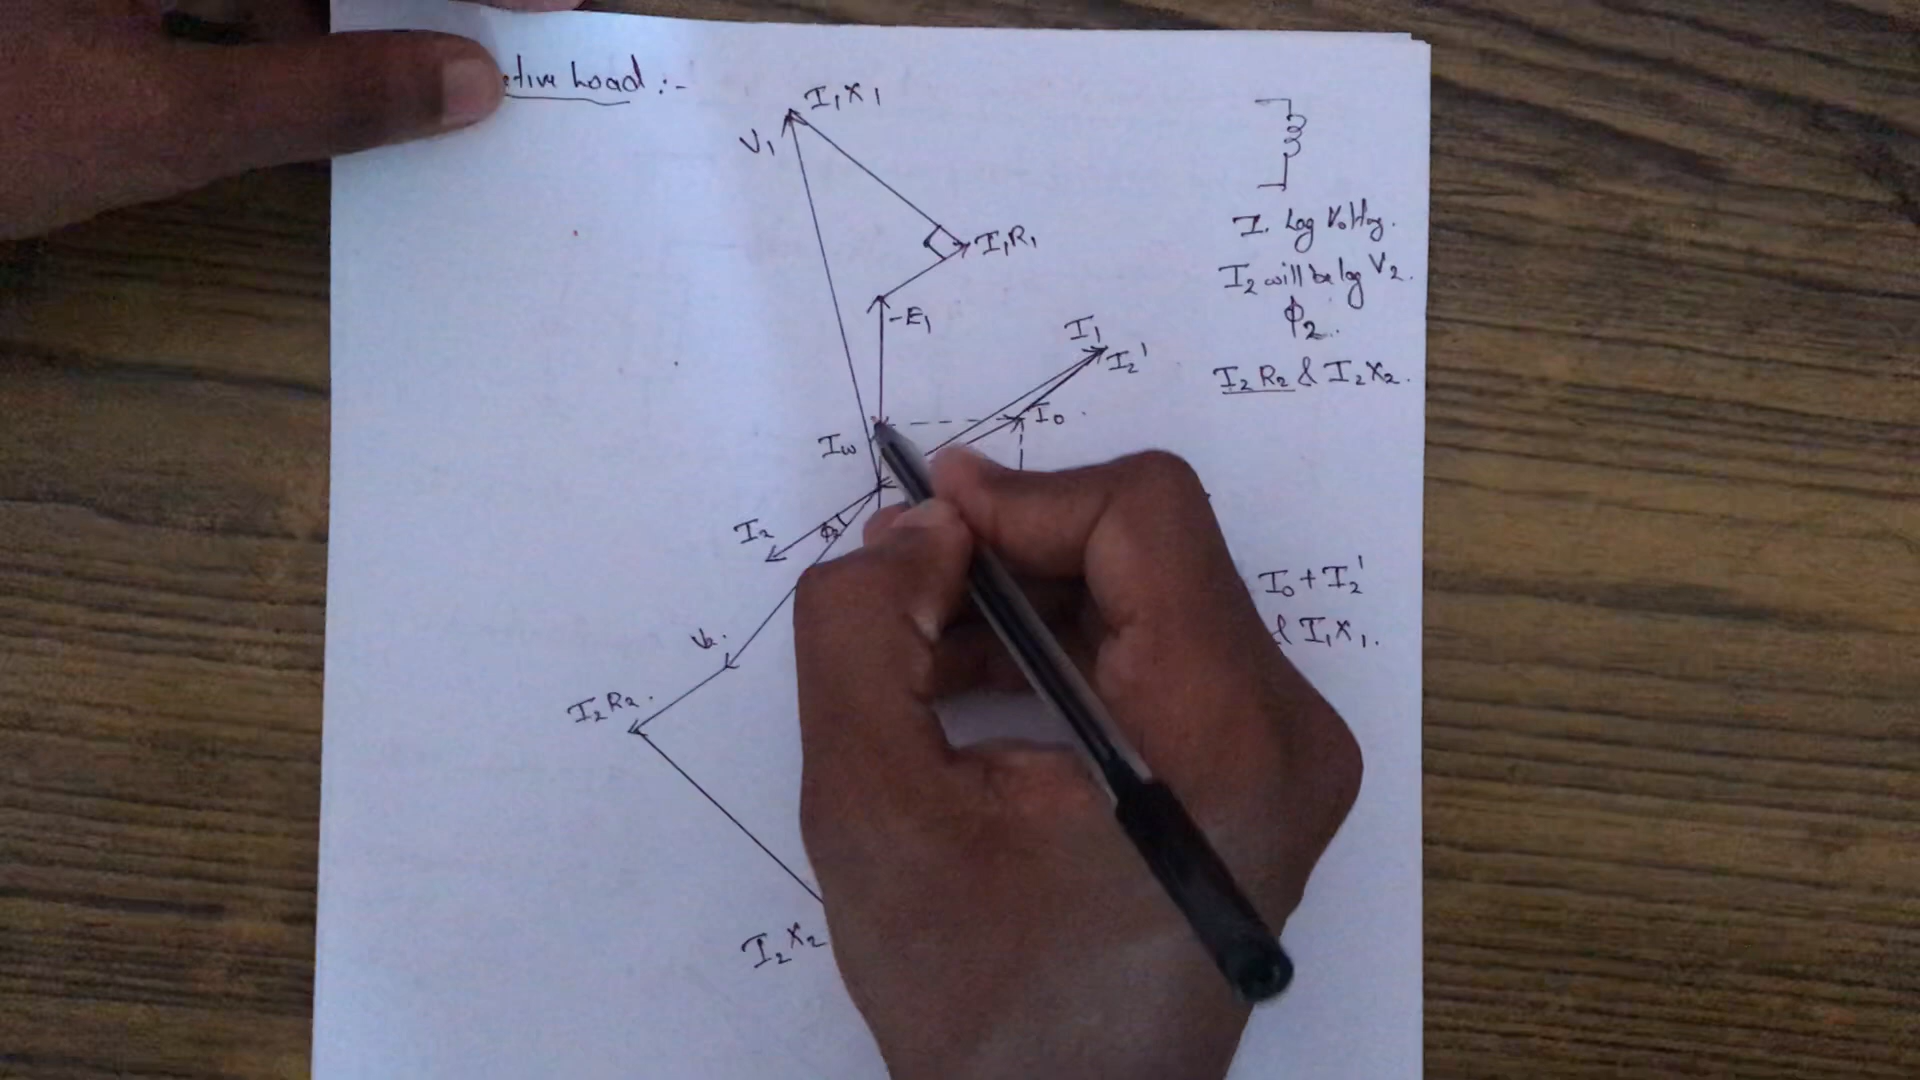 ctive Load :-
I₁X₁
V₁
I₁R₁
-E₁
I₁
I₂'
I₀
Iw
I₂
ϕ₂
V₂.
I₂R₂.
I₂X₂
I. Lag Voltag.
I₂ will be lag V₂.
ϕ₂..
I₂R₂ & I₂X₂.
I₀ + I₂'
& I₁X₁.